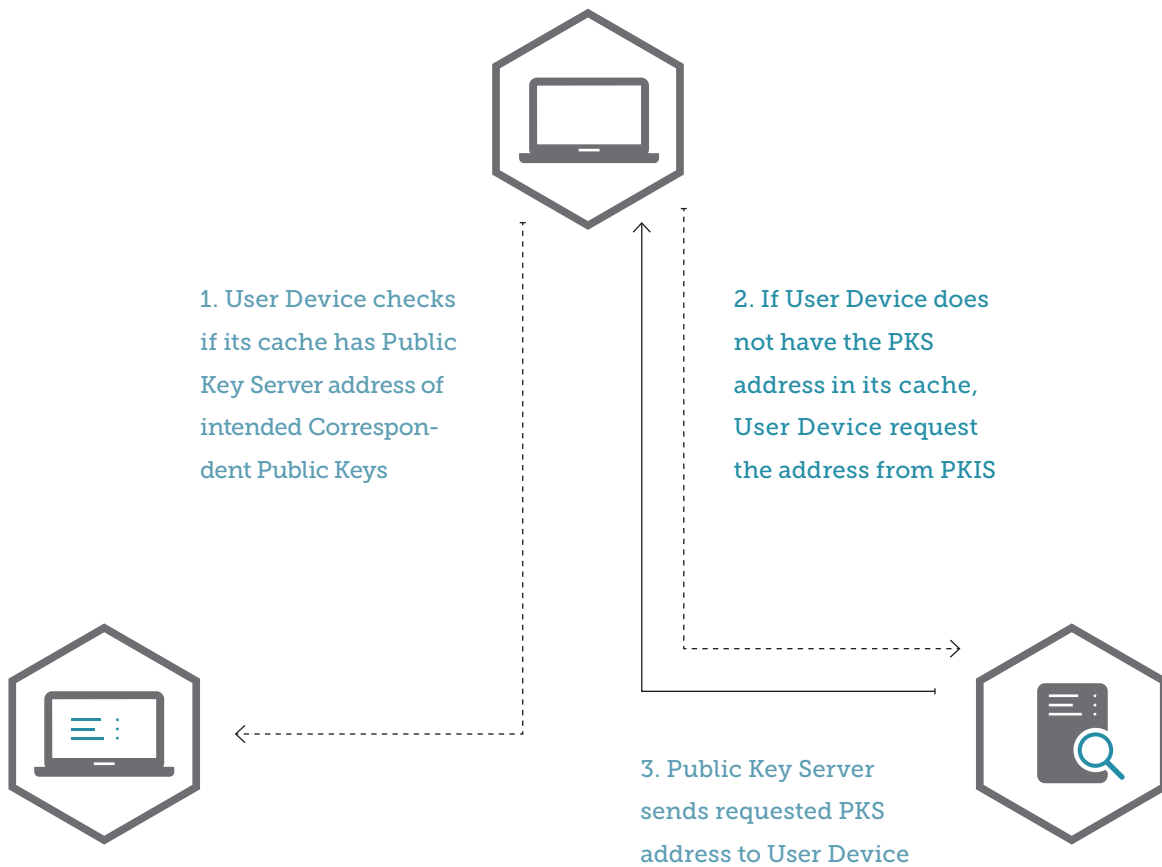 1. User Device checks
if its cache has Public
Key Server address of
intended Correspon-
dent Public Keys
2. If User Device does
not have the PKS
address in its cache,
User Device request
the address from PKIS
3. Public Key Server
sends requested PKS
address to User Device